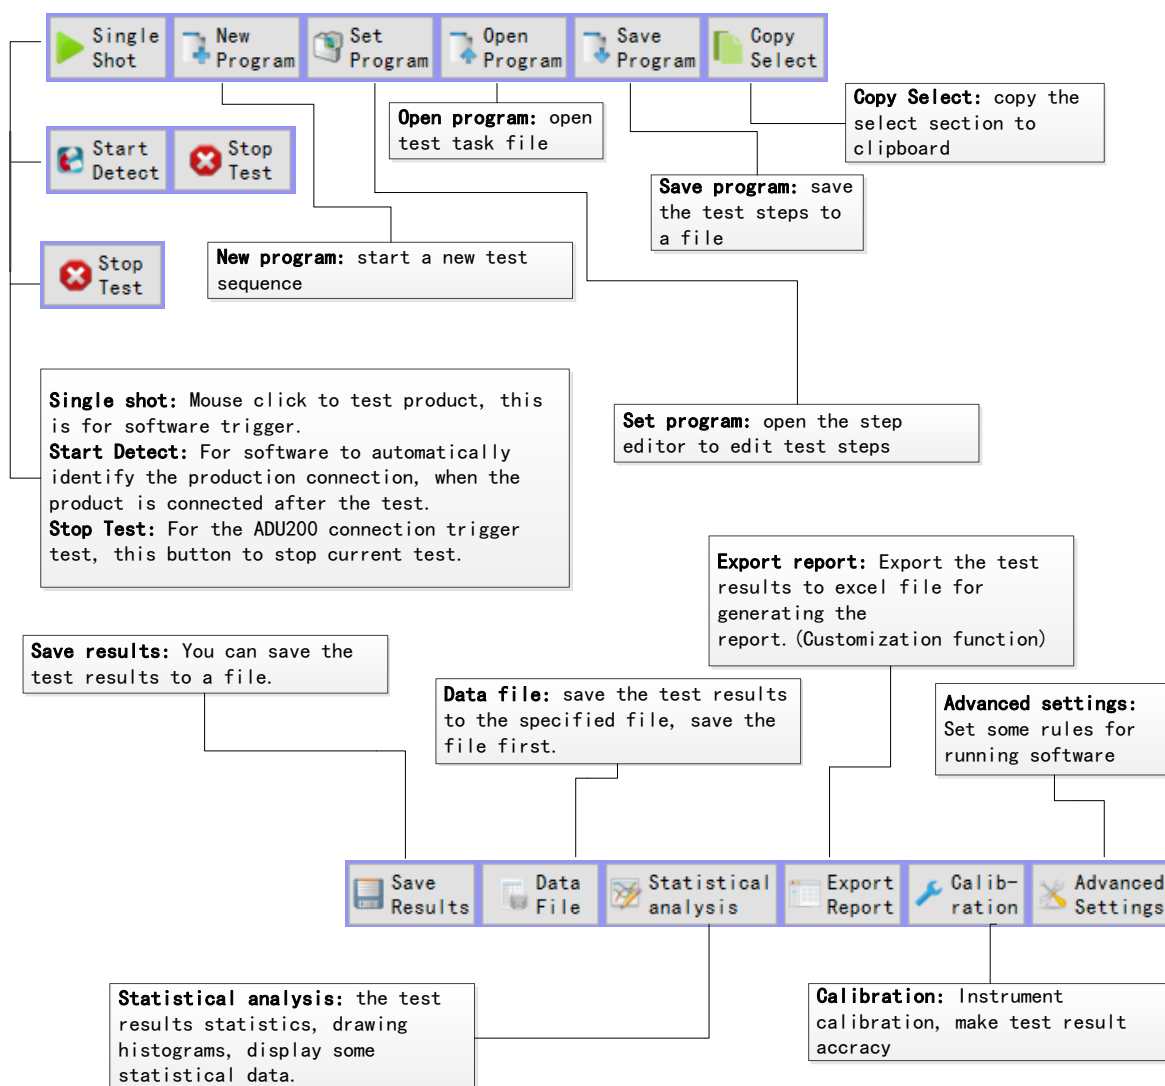 Single
Shot
New
Program
Set
Program
Open
Program
Save
Program
Copy
Select
Open program: open
test task file
Copy Select: copy the
select section to
clipboard
Start
Detect
Stop
Test
Save program: save
the test steps to
a file
New program: start a new test
sequence
Stop
Test
Single shot: Mouse click to test product, this
is for software trigger.
Start Detect: For software to automatically
identify the production connection, when the
product is connected after the test.
Stop Test: For the ADU200 connection trigger
test, this button to stop current test.
Set program: open the step
editor to edit test steps
Export report: Export the test
results to excel file for
generating the
report.(Customization function)
Save results: You can save the
test results to a file.
Data file: save the test results
to the specified file, save the
file first.
Advanced settings:
Set some rules for
running software
Save
Results
Data
File
Statistical
analysis
Export
Report
Calib-
ration
Advanced
Settings
Statistical analysis: the test
results statistics, drawing
histograms, display some
statistical data.
Calibration: Instrument
calibration, make test result
accracy